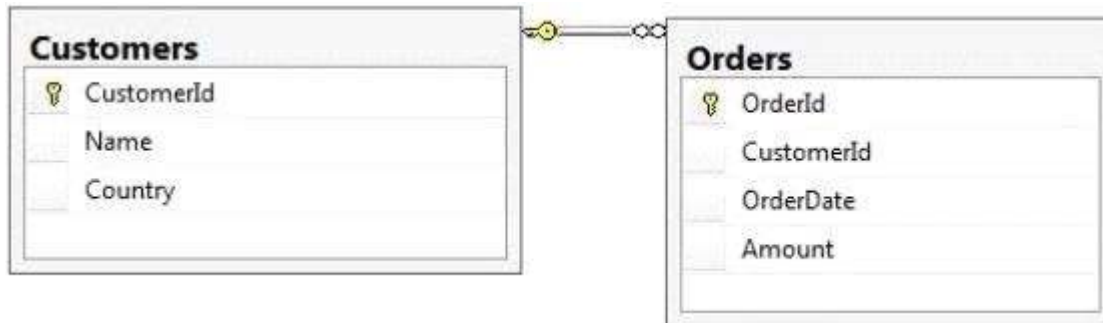 Customers
CustomerId
Name
Country
Orders
OrderId
CustomerId
OrderDate
Amount